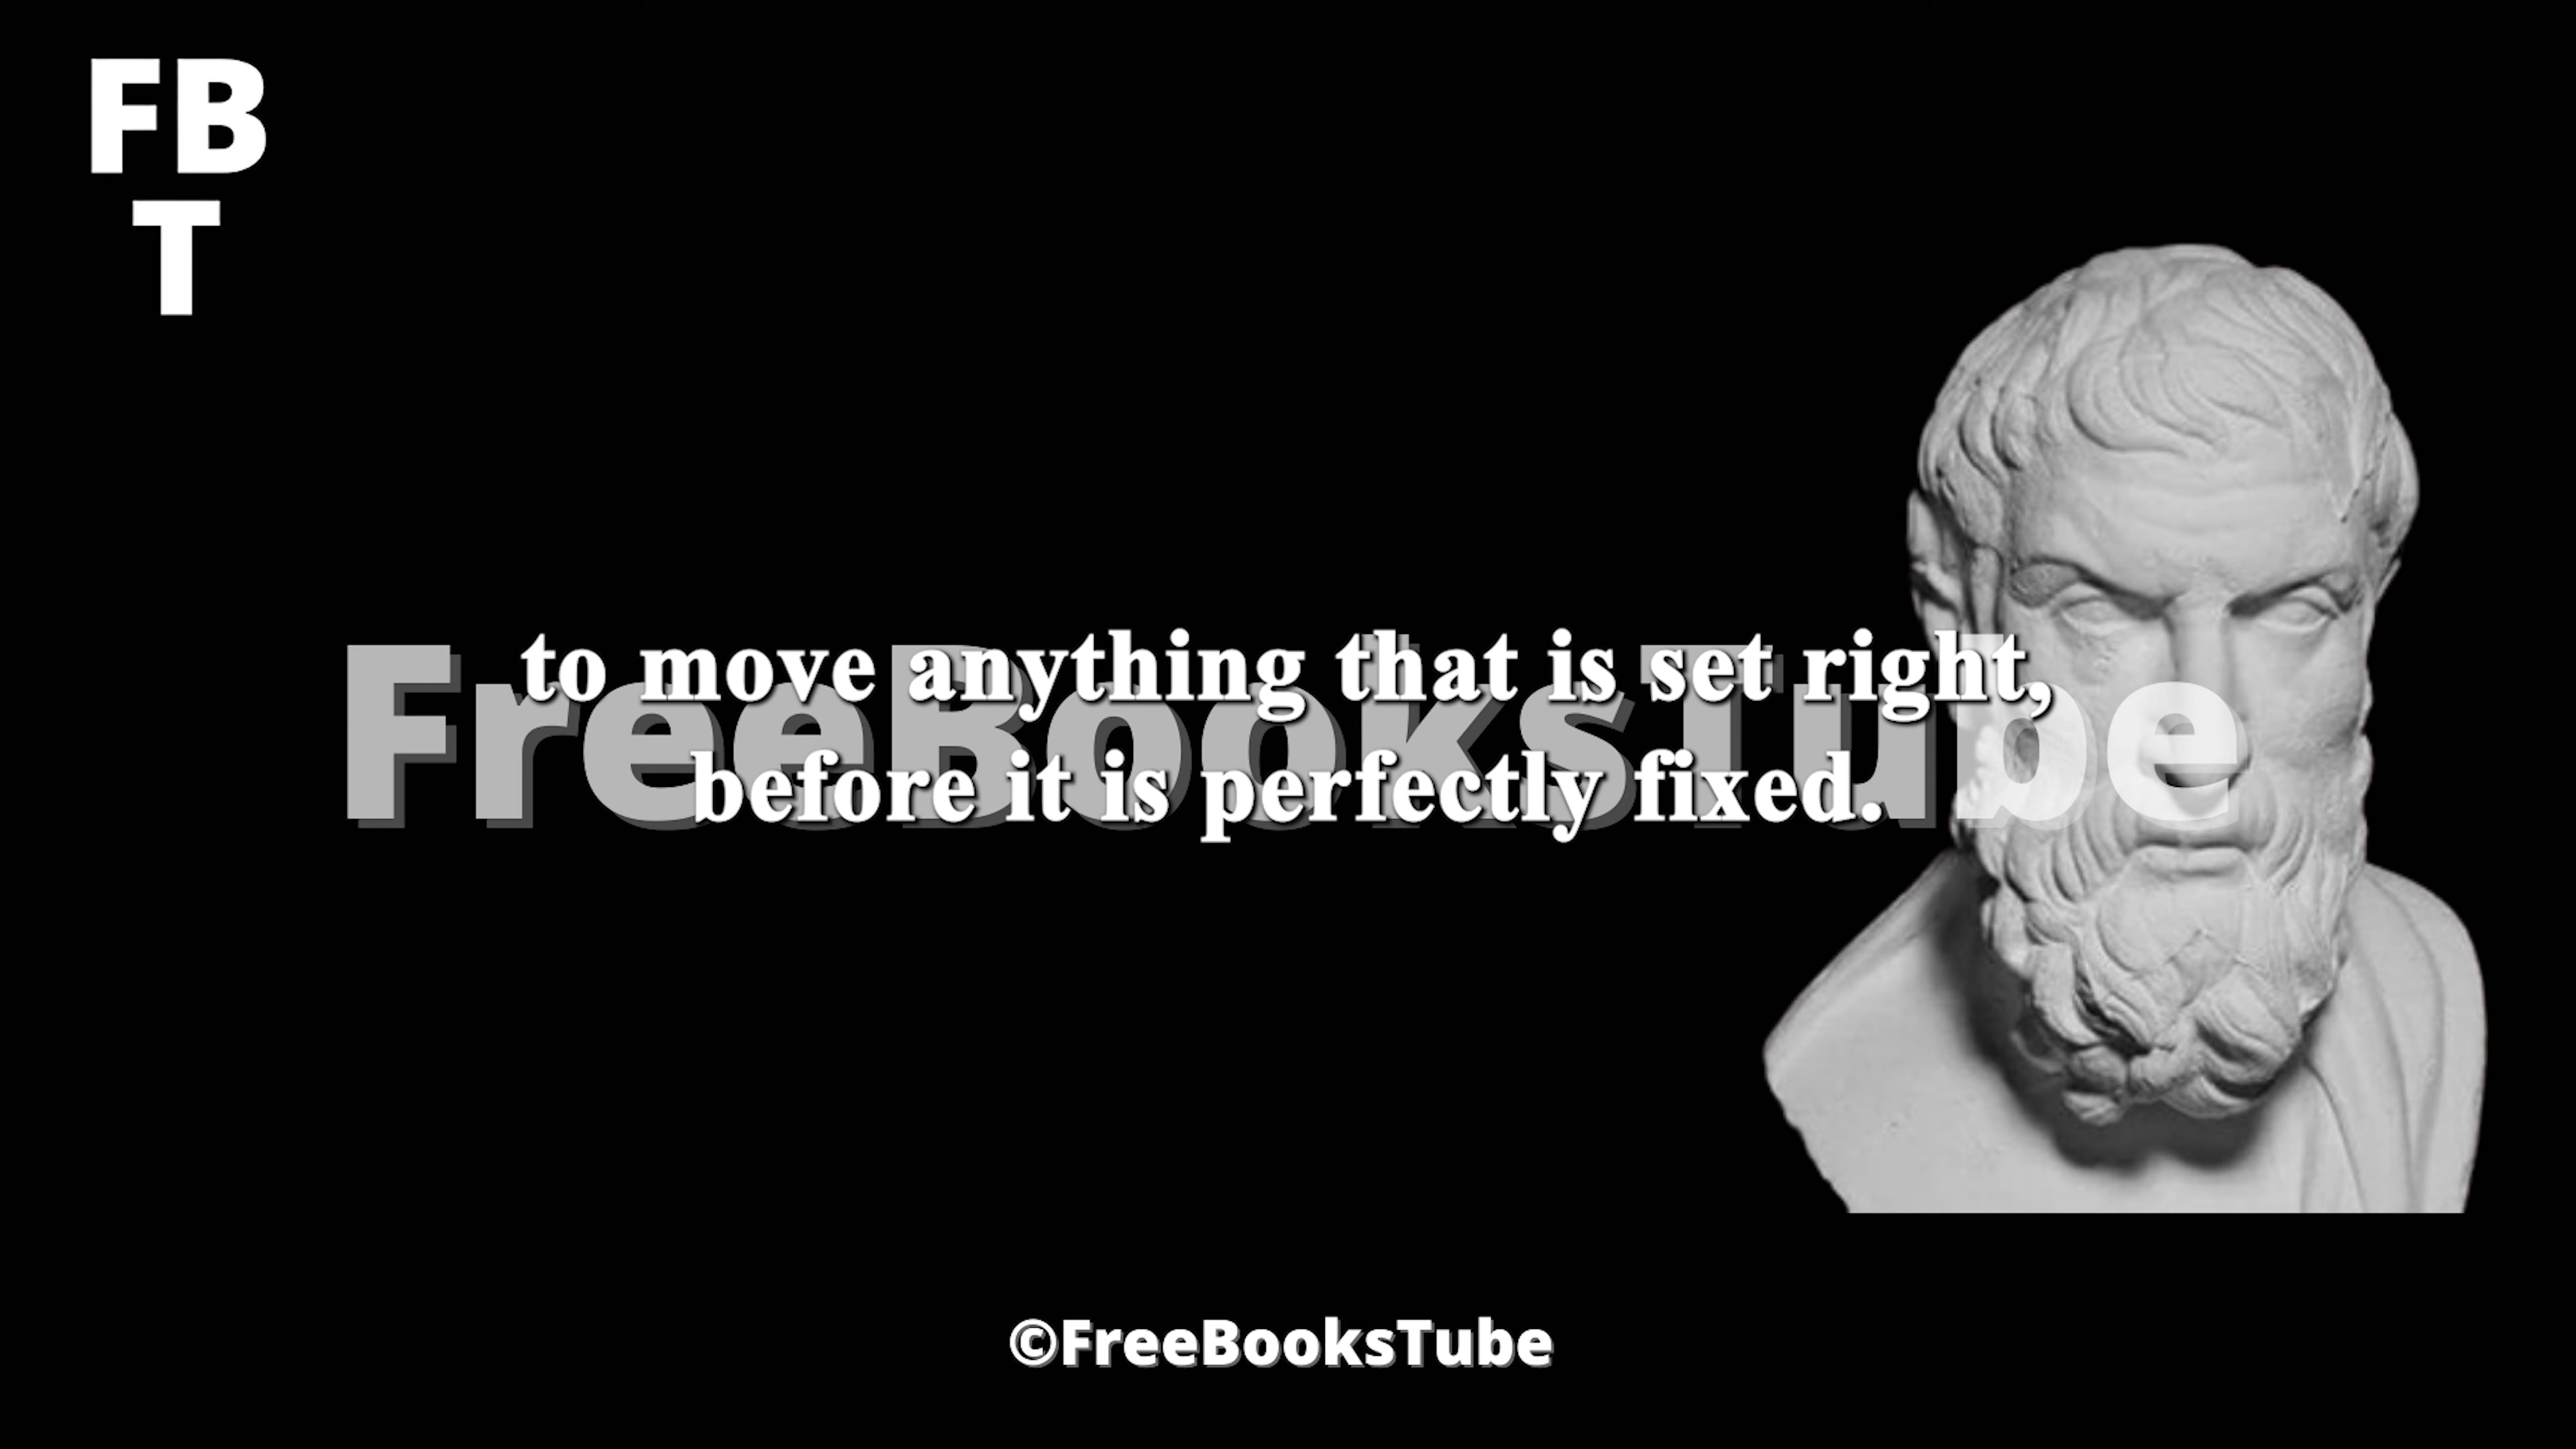 FB
T
to move anything that is set right,
FreeBooksTube
before it is perfectly fixed.
©FreeBooksTube